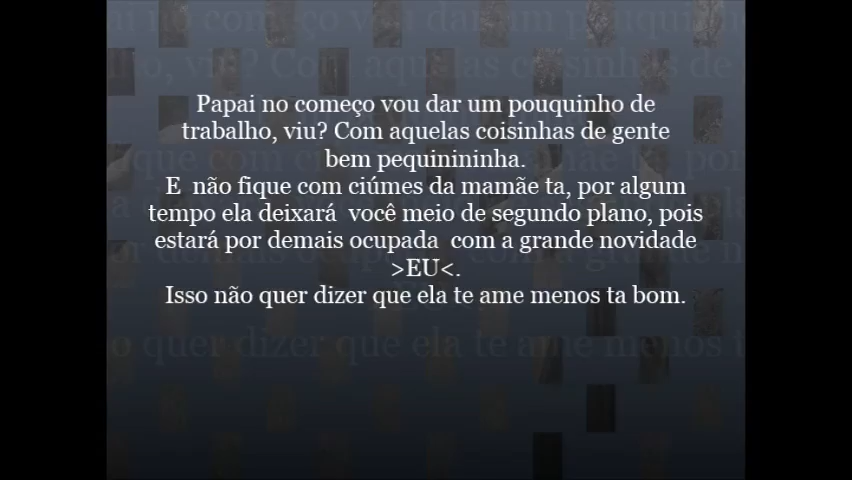 Papai no começo vou dar um pouquinho de
trabalho, viu? Com aquelas coisinhas de gente
bem pequinininha.
E  não fique com ciúmes da mamãe ta, por algum
tempo ela deixará  você meio de segundo plano, pois
estará por demais ocupada  com a grande novidade
>EU<.
Isso não quer dizer que ela te ame menos ta bom.